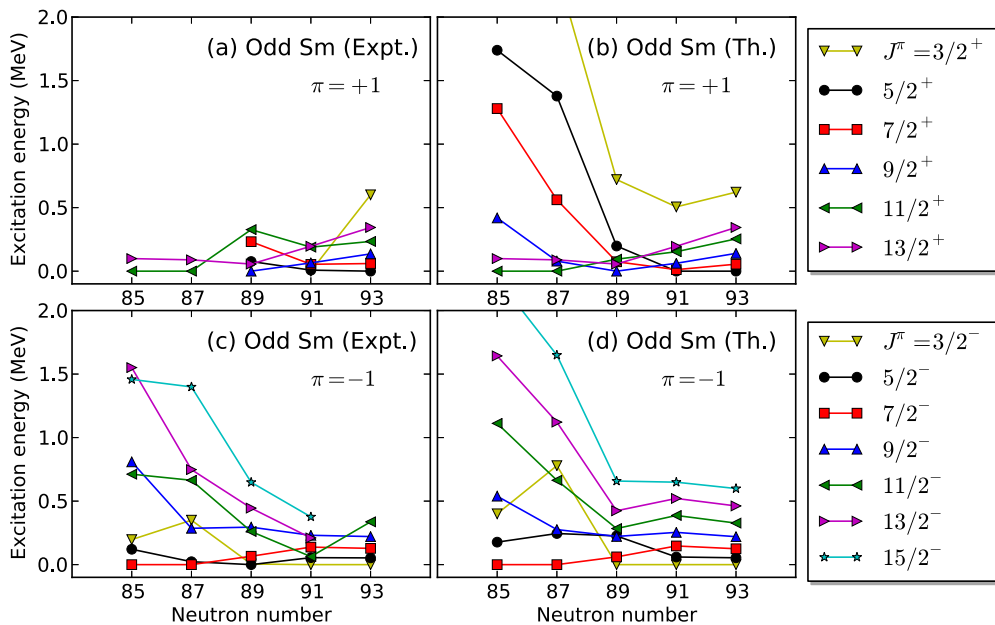 2.0
1.5
1.0
0.5
0.0
Excitation energy (MeV)
(a) Odd Sm (Expt.)
π=+1
85 87 89 91 93
(b) Odd Sm (Th.)
π=+1
85 87 89 91 93
J^π =3/2⁺
5/2⁺
7/2⁺
9/2⁺
11/2⁺
13/2⁺
2.0
1.5
1.0
0.5
0.0
Excitation energy (MeV)
(c) Odd Sm (Expt.)
π=−1
85 87 89 91 93
Neutron number
(d) Odd Sm (Th.)
π=−1
85 87 89 91 93
Neutron number
J^π =3/2⁻
5/2⁻
7/2⁻
9/2⁻
11/2⁻
13/2⁻
15/2⁻